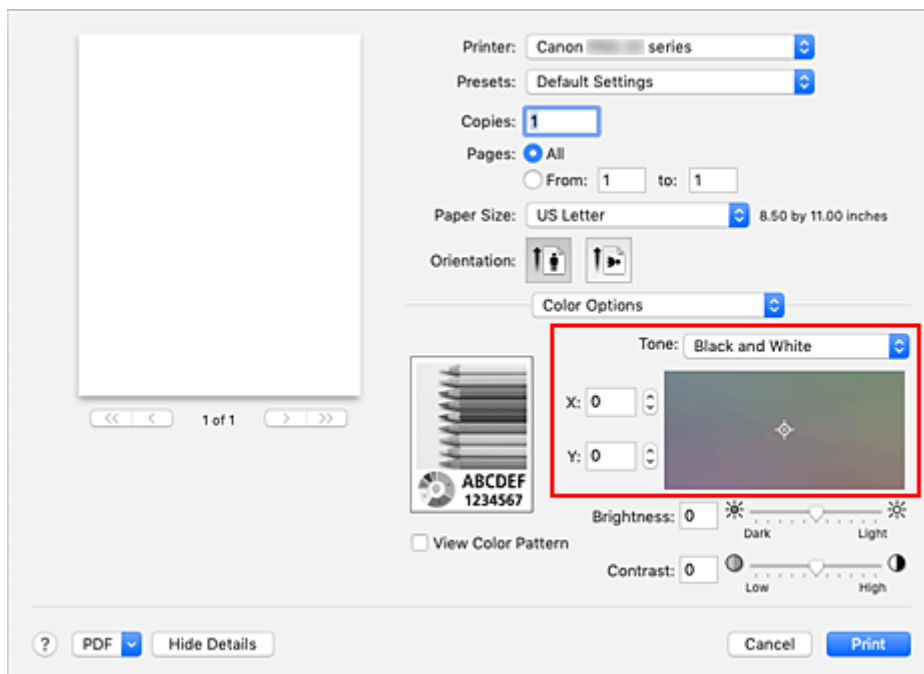 Printer: Canon series
Presets: Default Settings
Copies: 1
Pages: All
From: 1 to: 1
Paper Size: US Letter 8.50 by 11.00 inches
Orientation:
Color Options
Tone: Black and White
X: 0
Y: 0
<< < 1 of 1 > >>
ABCDEF
1234567
Brightness: 0
Dark Light
View Color Pattern
Contrast: 0
Low High
? PDF Hide Details Cancel Print